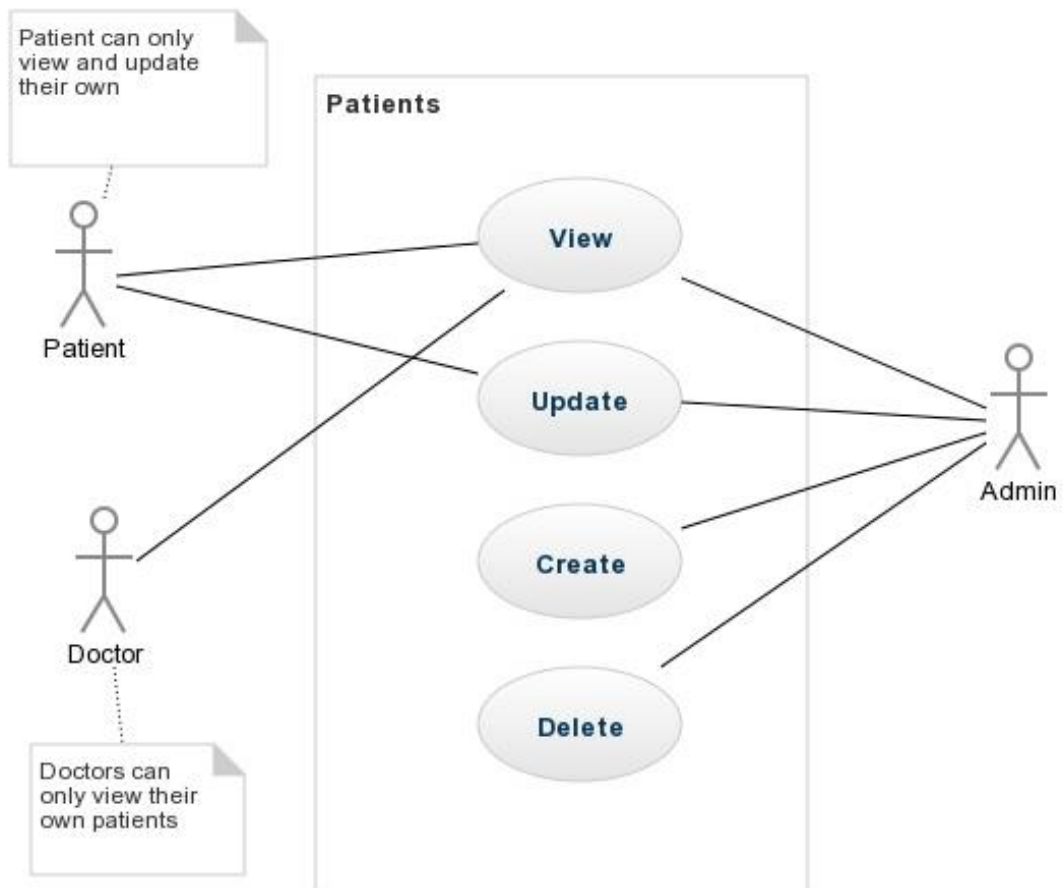 Patient can only
view and update
their own
Patients
View
Patient
Update
Admin
Create
Doctor
Delete
Doctors can
only view their
own patients